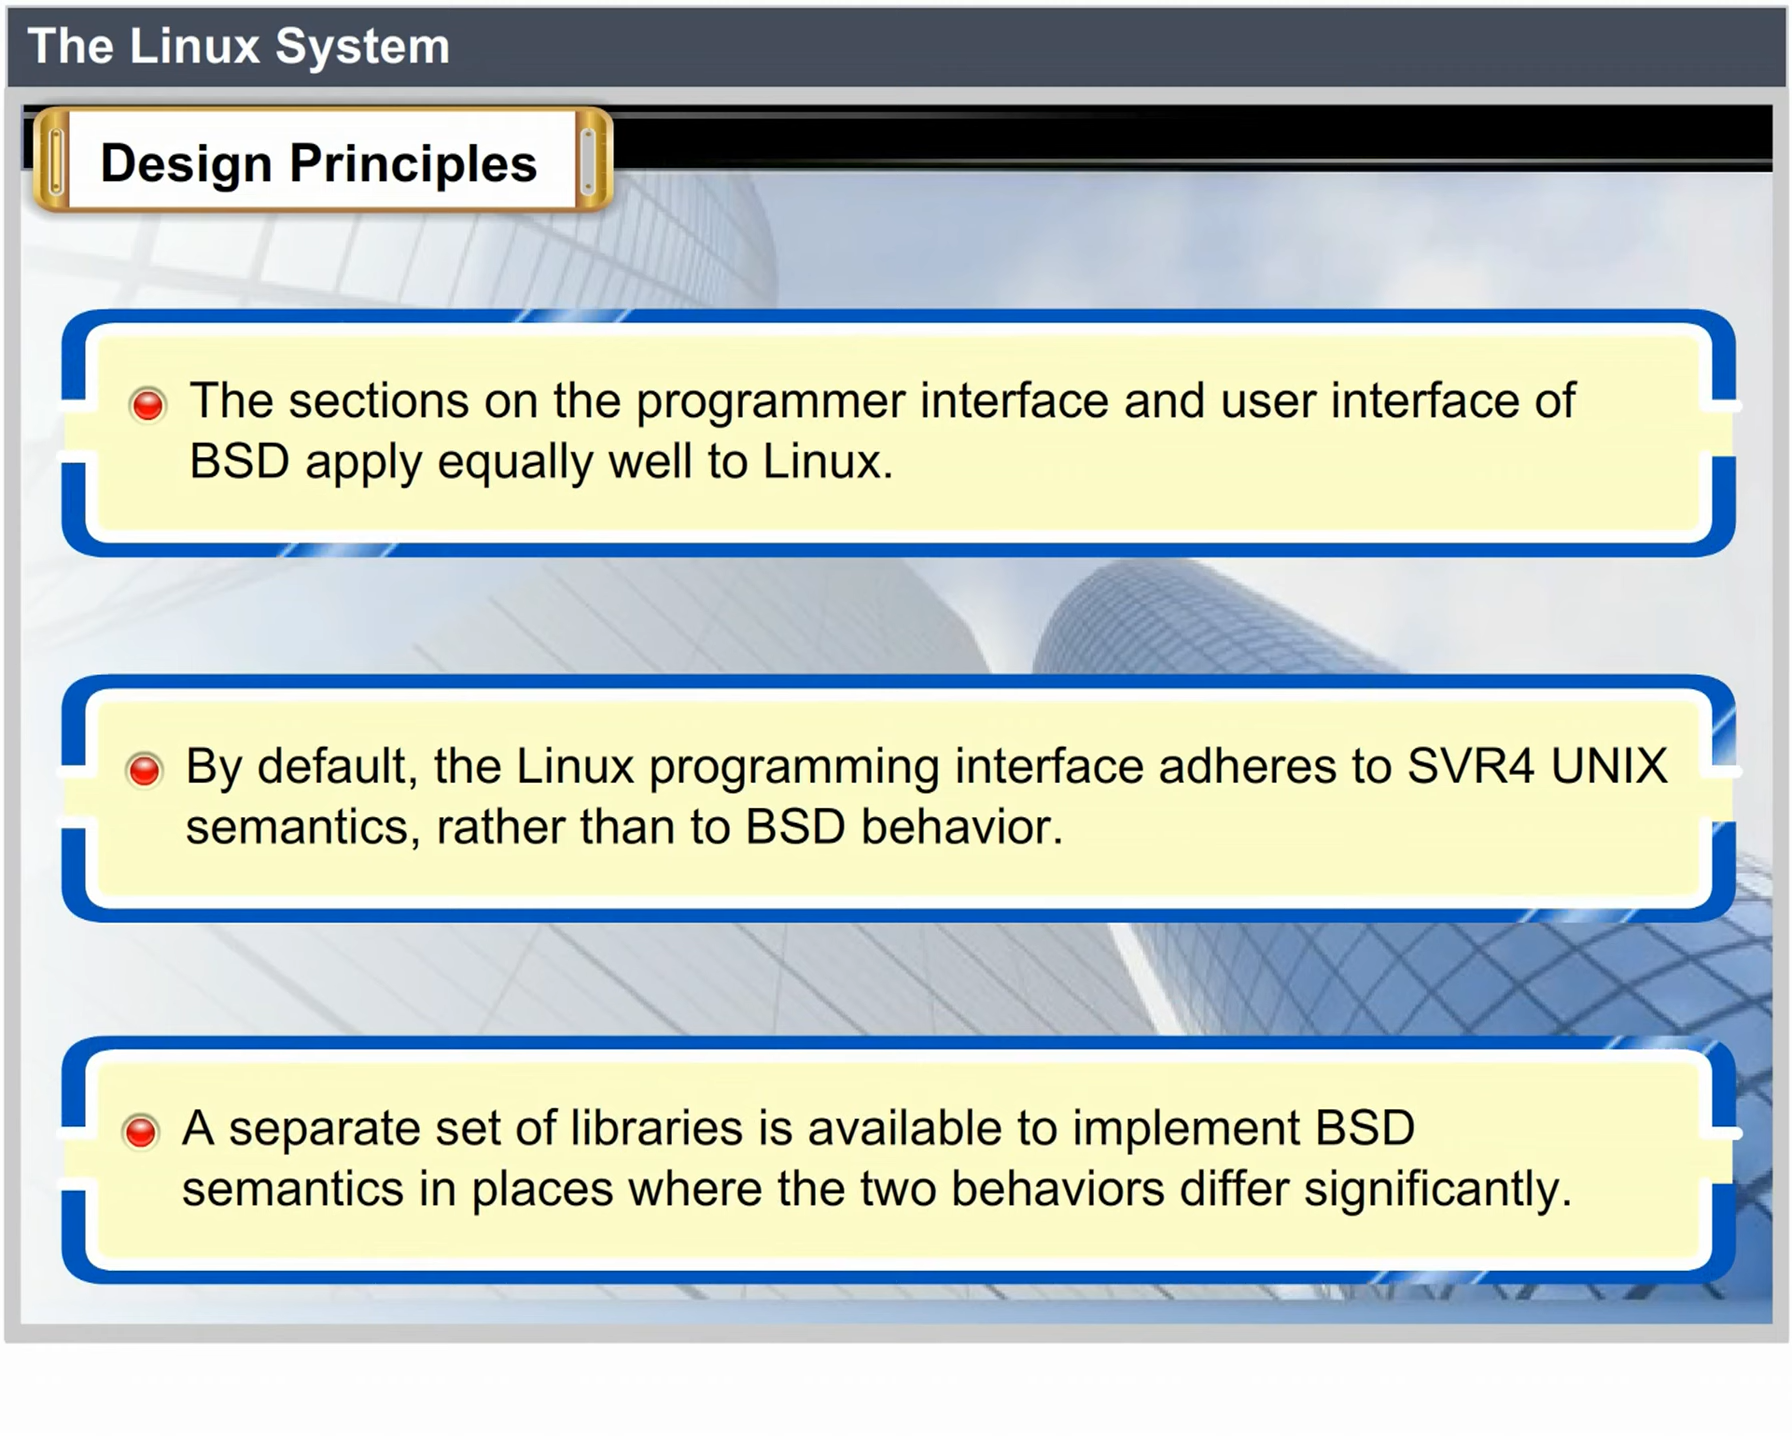 The Linux System
Design Principles
The sections on the programmer interface and user interface of
BSD apply equally well to Linux.
By default, the Linux programming interface adheres to SVR4 UNIX
semantics, rather than to BSD behavior.
A separate set of libraries is available to implement BSD
semantics in places where the two behaviors differ significantly.